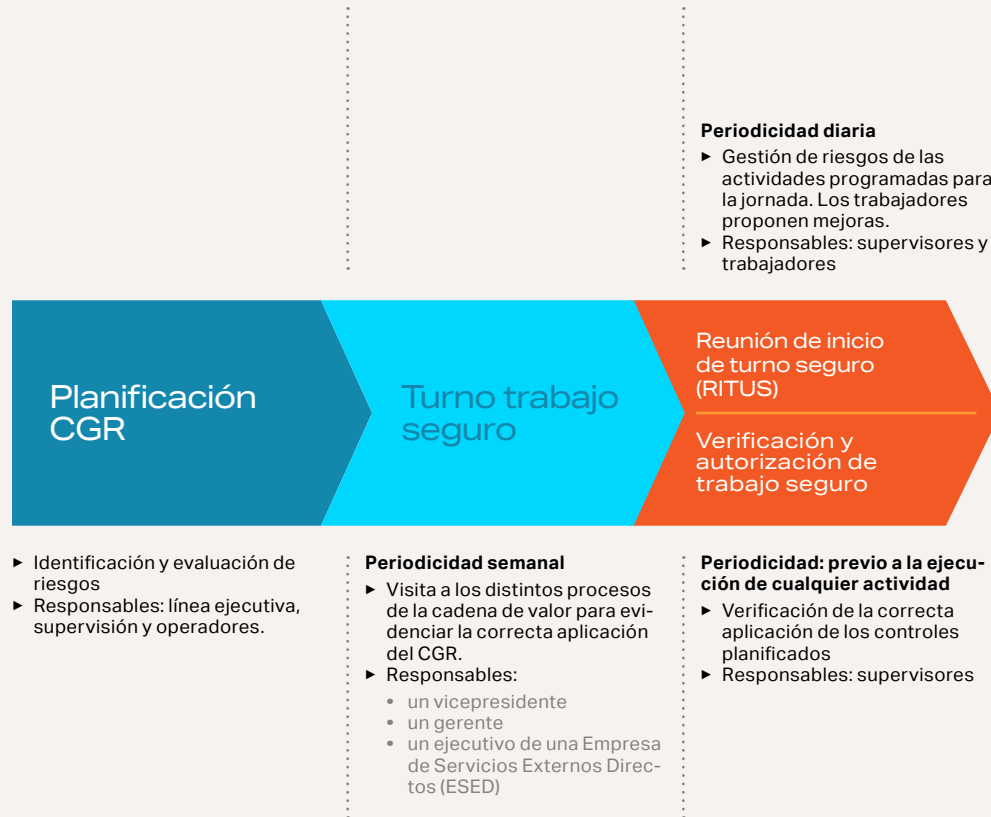 Periodicidad diaria
► Gestión de riesgos de las
actividades programadas para
la jornada. Los trabajadores
proponen mejoras.
► Responsables: supervisores y
trabajadores
Planificación
CGR
Turno trabajo
seguro
Reunión de inicio
de turno seguro
(RITUS)
Verificación y
autorización de
trabajo seguro
► Identificación y evaluación de
riesgos
► Responsables: línea ejecutiva,
supervisión y operadores.
Periodicidad semanal
► Visita a los distintos procesos
de la cadena de valor para evi-
denciar la correcta aplicación
del CGR.
► Responsables:
• un vicepresidente
• un gerente
• un ejecutivo de una Empresa
de Servicios Externos Direc-
tos (ESED)
Periodicidad: previo a la ejecu-
ción de cualquier actividad
► Verificación de la correcta
aplicación de los controles
planificados
► Responsables: supervisores